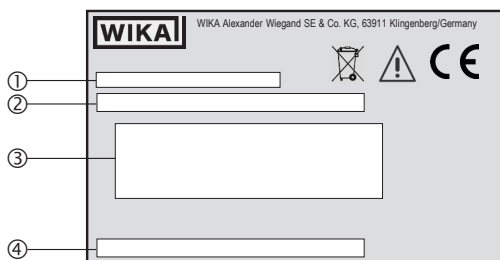 WIKA
WIKA Alexander Wiegand SE & Co. KG, 63911 Klingenberg/Germany
CE
①
②
③
④